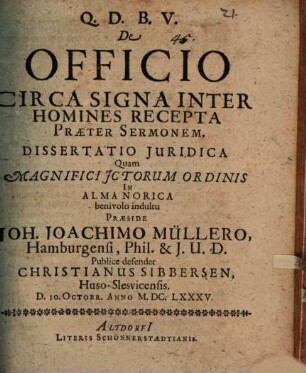 Q. D. B. V.
De
OFFICIO
CIRCA SIGNA INTER
HOMINES RECEPTA
PRÆTER SERMONEM,
DISSERTATIO JURIDICA
Quam
MAGNIFICI JCTORUM ORDINIS
In
ALMA NORICA
benivolo indultu
PRÆSIDE
JOH. JOACHIMO MÜLLERO,
Hamburgensi, Phil. & J. U. D.
Publice defendet
CHRISTIANUS SIBBERSEN,
Huso-Slesvicensis.
D. 10. OCTOBR. ANNO M. DC. LXXXV.
ALTDORFI
LITERIS SCHÖNNERSTÆDTIANIS.